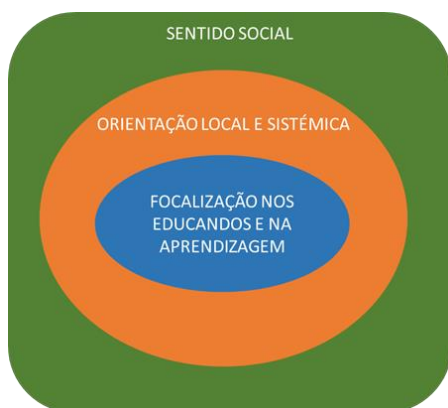 SENTIDO SOCIAL
ORIENTAÇÃO LOCAL E SISTÉMICA
FOCALIZAÇÃO NOS
EDUCANDOS E NA
APRENDIZAGEM